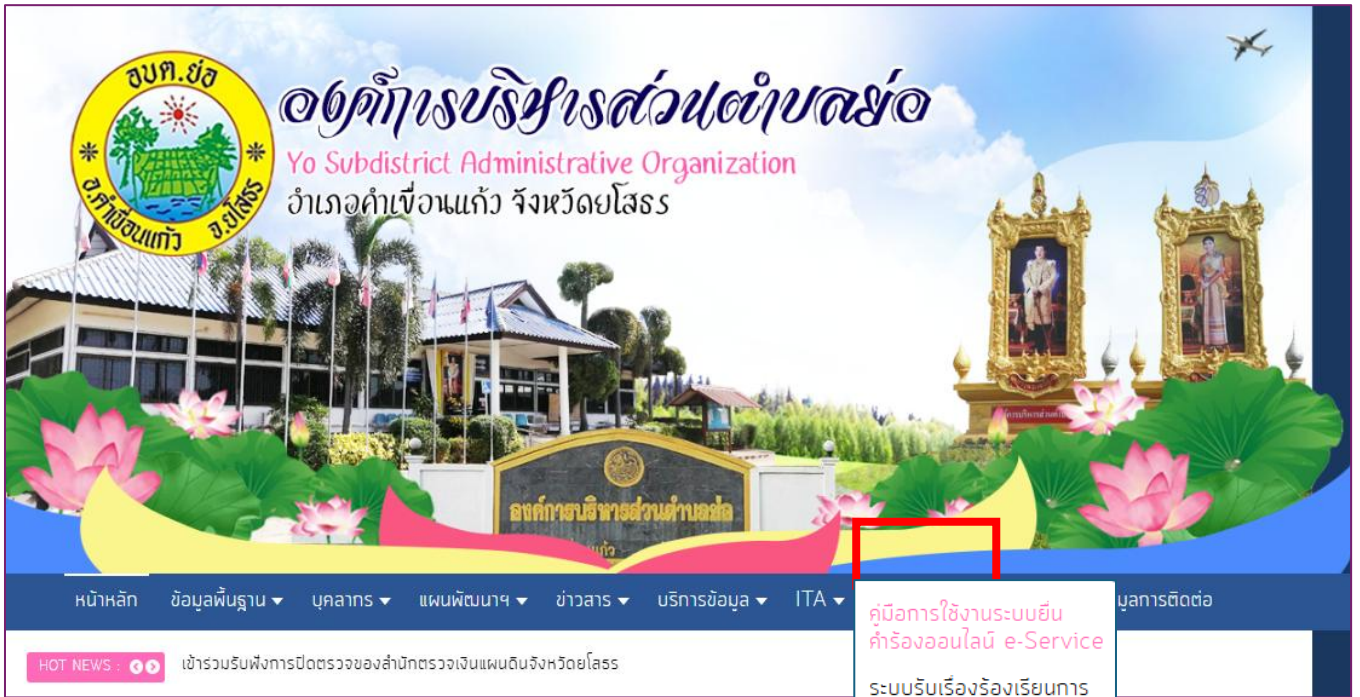 อบต.ย่อ
อ.คำเขื่อนแก้ว จ.ยโสธร
องค์การบริหารส่วนตำบลย่อ
Yo Subdistrict Administrative Organization
อำเภอคำเขื่อนแก้ว จังหวัดยโสธร
องค์การบริหารส่วนตำบลย่อ
หน้าหลัก ข้อมูลพื้นฐาน บุคลากร แผนพัฒนาฯ ข่าวสาร บริการข้อมูล ITA มูลการติดต่อ
คู่มือการใช้งานระบบยื่น
คำร้องออนไลน์ e-Service
HOT NEWS : เข้าร่วมรับฟังการปิดตรวจของสำนักตรวจเงินแผนดินจังหวัดยโสธร
ระบบรับเรื่องร้องเรียนการ